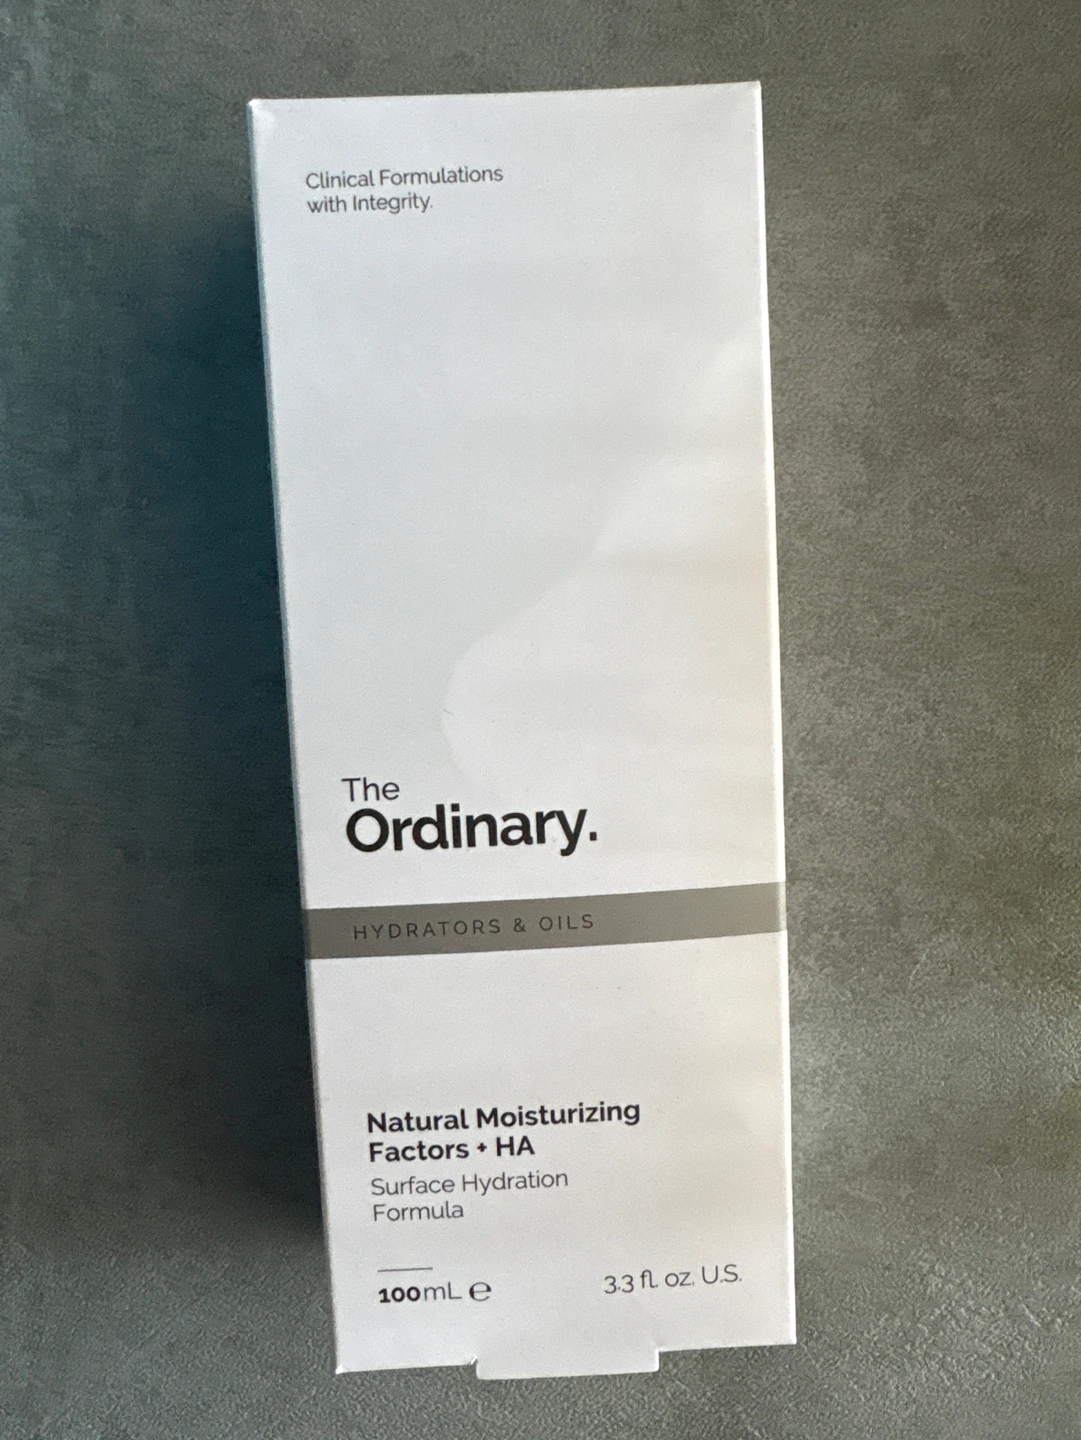 Clinical Formulations
with Integrity.
The
Ordinary.
HYDRATORS & OILS
Natural Moisturizing
Factors + HA
Surface Hydration
Formula
100mL ℮
3.3 fl. oz. U.S.